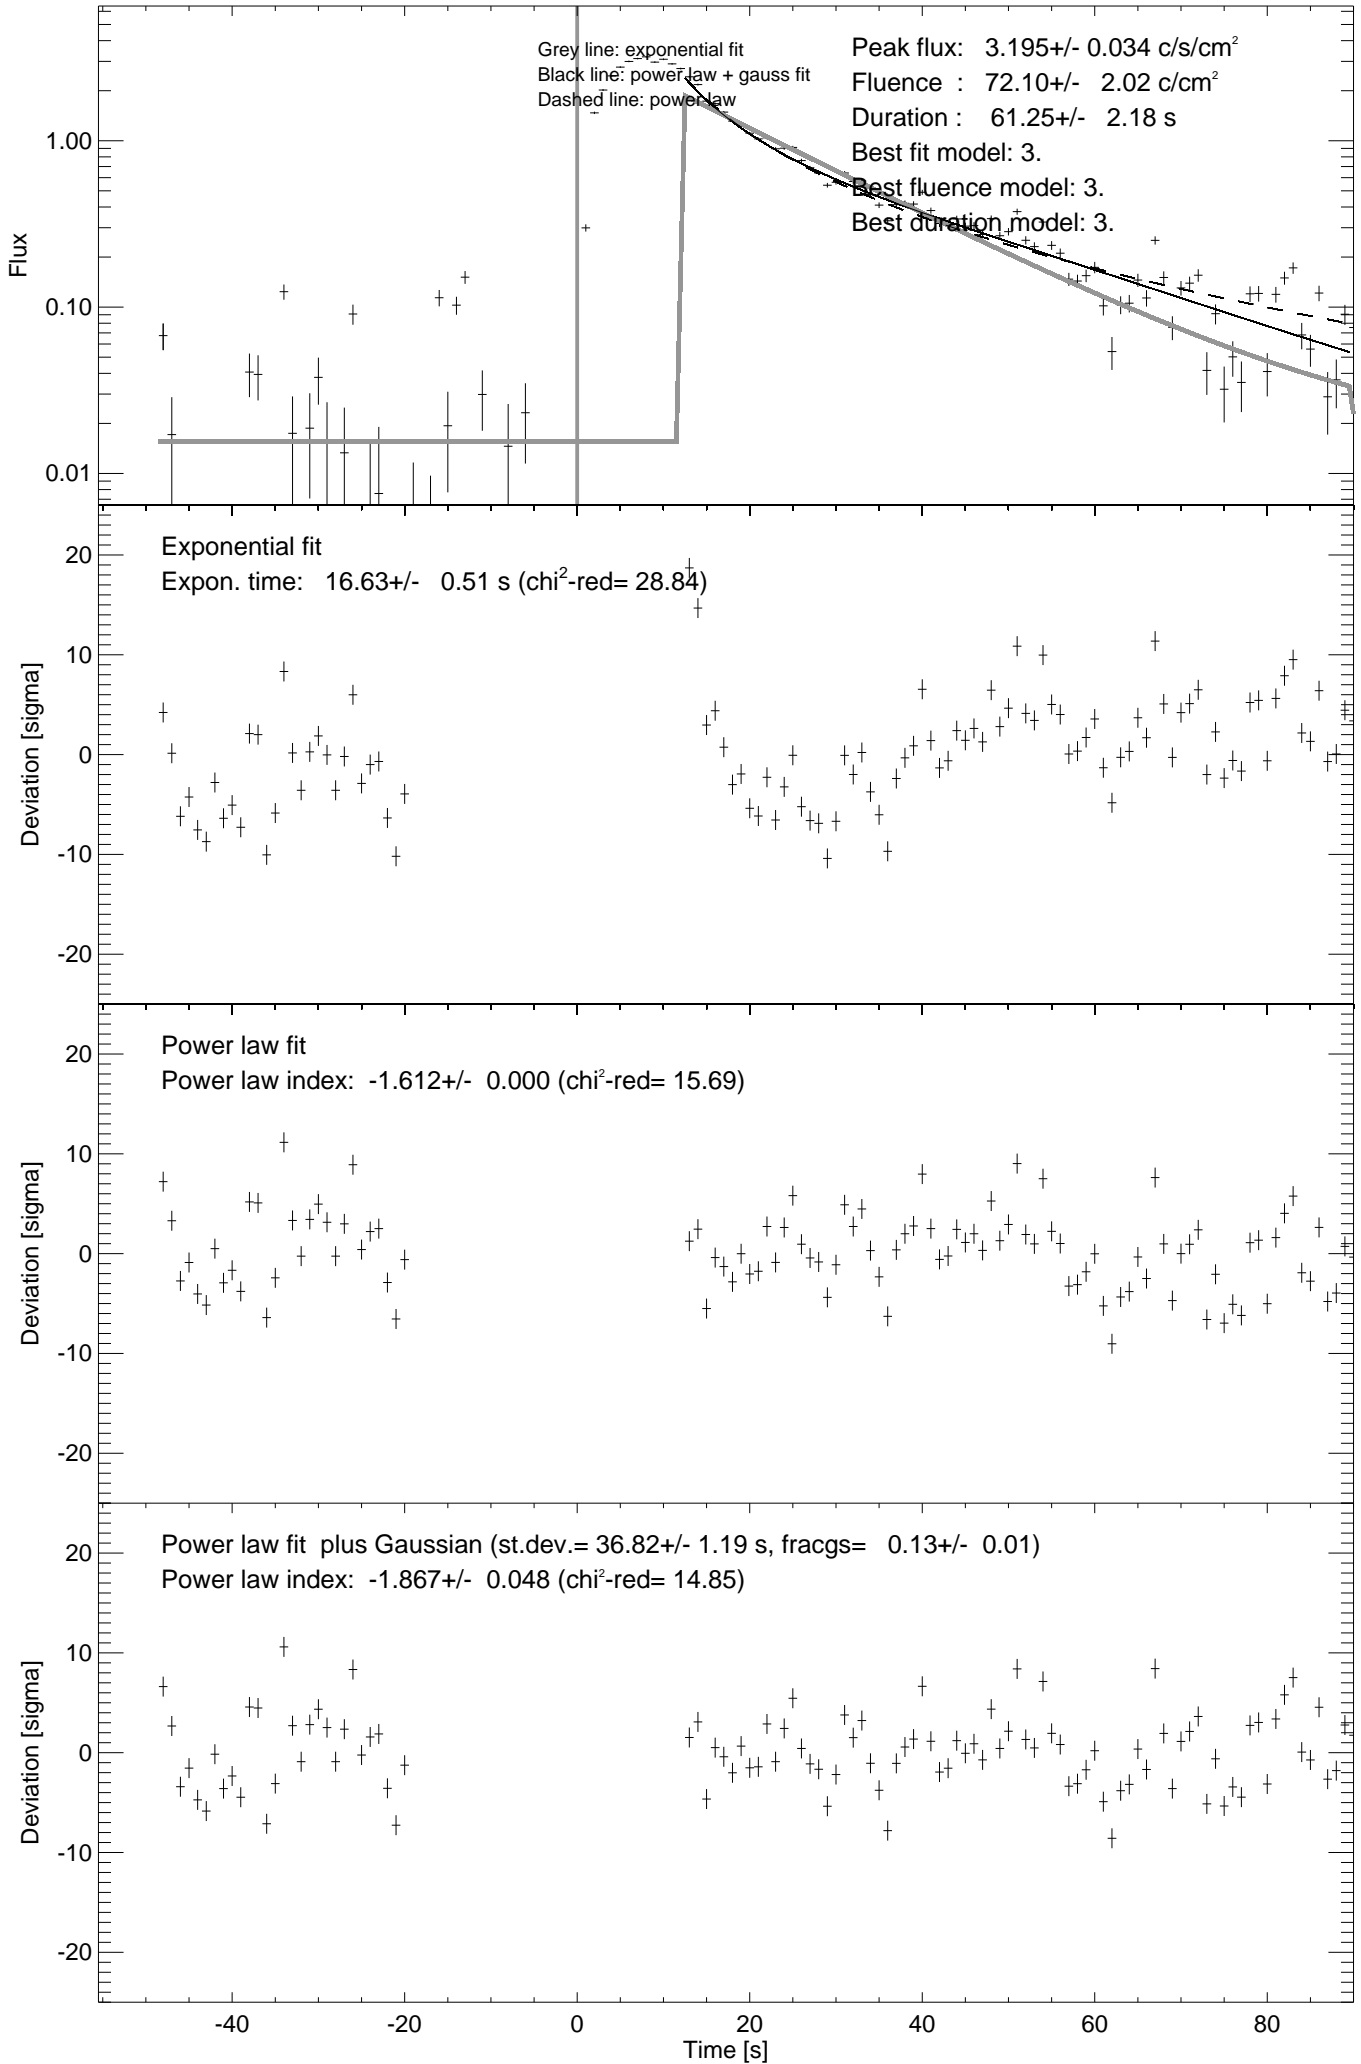 Grey line: exponential fit
Black line: power law + gauss fit
Dashed line: power law
Peak flux: 3.195+/- 0.034 c/s/cm²
Fluence : 72.10+/- 2.02 c/cm²
Duration : 61.25+/- 2.18 s
Best fit model: 3.
Best fluence model: 3.
Best duration model: 3.
1.00
0.10
0.01
Flux
Exponential fit
Expon. time: 16.63+/- 0.51 s (chi²-red= 28.84)
20
10
0
-10
-20
Deviation [sigma]
Power law fit
Power law index: -1.612+/- 0.000 (chi²-red= 15.69)
20
10
0
-10
-20
Deviation [sigma]
Power law fit plus Gaussian (st.dev.= 36.82+/- 1.19 s, fracgs= 0.13+/- 0.01)
Power law index: -1.867+/- 0.048 (chi²-red= 14.85)
20
10
0
-10
-20
Deviation [sigma]
-40 -20 0 20 40 60 80
Time [s]